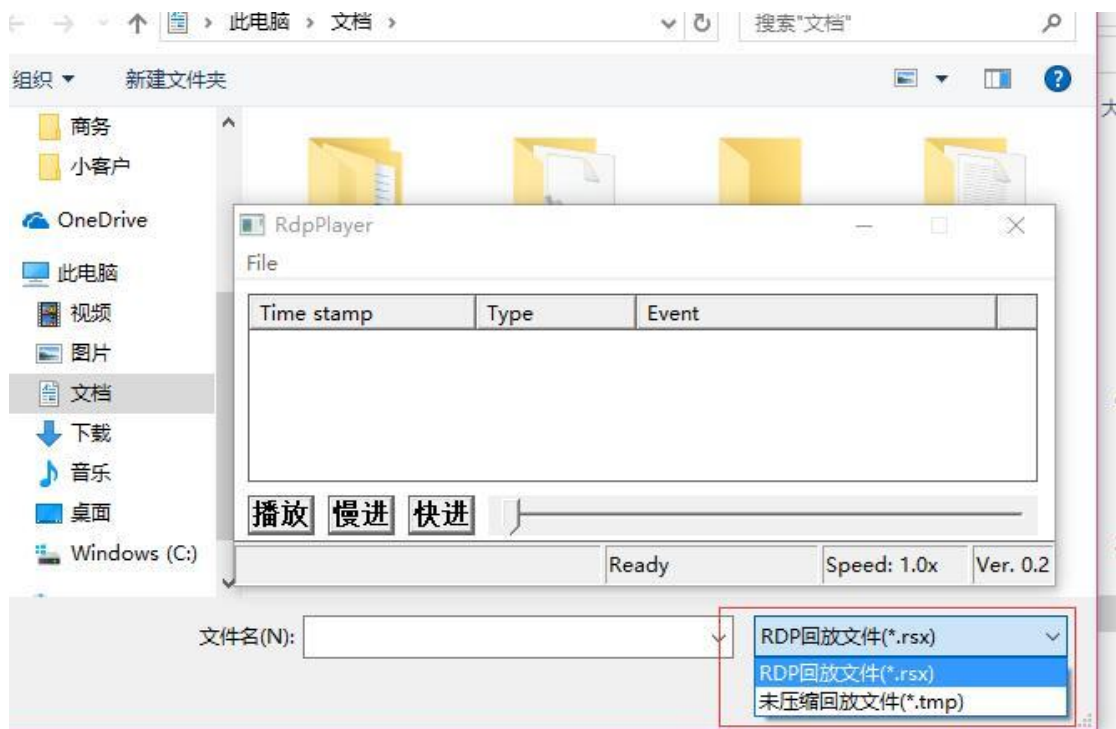 此电脑 › 文档 ›
搜索"文档"
组织 新建文件夹
商务
小客户
OneDrive
此电脑
视频
图片
文档
下载
音乐
桌面
Windows (C:)
大
RdpPlayer
File
Time stamp Type Event
播放 慢进 快进
Ready Speed: 1.0x Ver. 0.2
文件名(N):
RDP回放文件(*.rsx)
RDP回放文件(*.rsx)
未压缩回放文件(*.tmp)